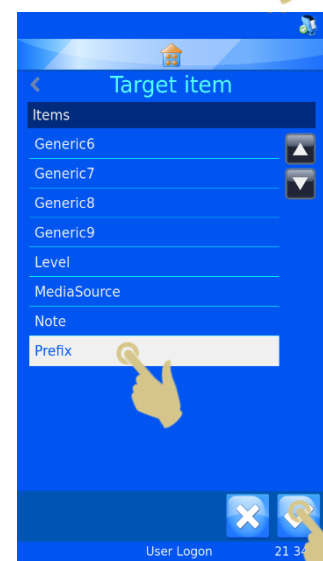 Target item
Items
Generic6
Generic7
Generic8
Generic9
Level
MediaSource
Note
Prefix
User Logon 21 34